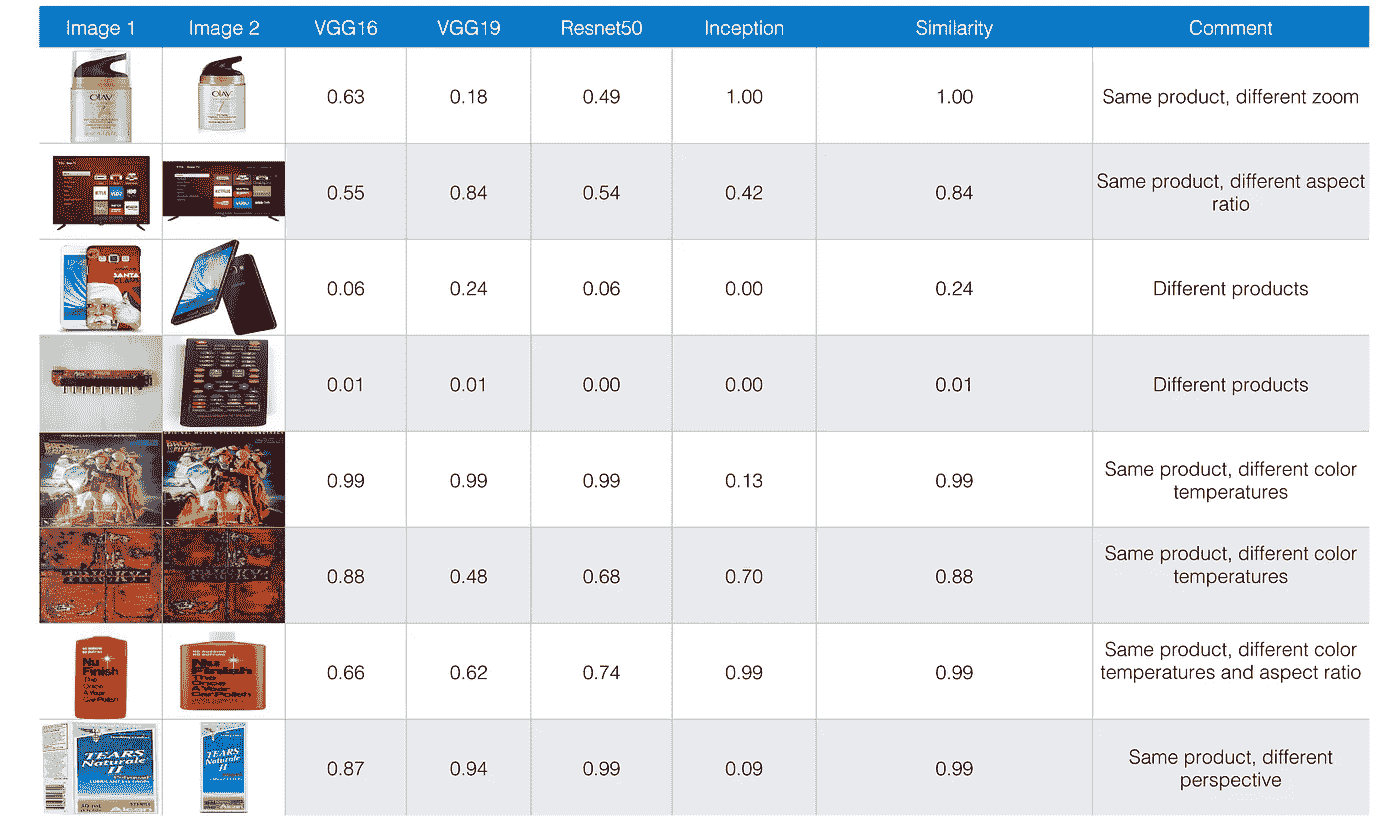 Image 1 Image 2 VGG16 VGG19 Resnet50 Inception Similarity Comment
OLAY
0.63 0.18 0.49 1.00 1.00 Same product, different zoom
0.55 0.84 0.54 0.42 0.84 Same product, different aspect
ratio
SANTA
CLAUS
0.06 0.24 0.06 0.00 0.24 Different products
0.01 0.01 0.00 0.00 0.01 Different products
BACK
FUTURE III
0.99 0.99 0.99 0.13 0.99 Same product, different color
temperatures
TRICKY
0.88 0.48 0.68 0.70 0.88 Same product, different color
temperatures
Nu
Finish
The
Once
A Year
Car Polish
Nu
Finish
The
Once
A Year
Car Polish
0.66 0.62 0.74 0.99 0.99 Same product, different color
temperatures and aspect ratio
TEARS
Naturale
II
Alcon
TEARS
Naturale
II
Alcon
0.87 0.94 0.99 0.09 0.99 Same product, different
perspective